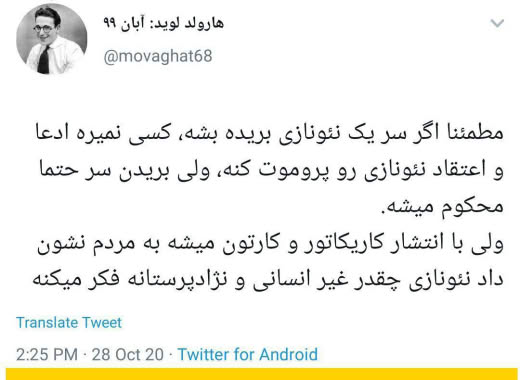 هارولد لوید: آبان ۹۹
@movaghat68
مطمئنا اگر سر یک نئونازی بریده بشه، کسی نمیره ادعا
و اعتقاد نئونازی رو پروموت کنه، ولی بریدن سر حتما
محکوم میشه.
ولی با انتشار کاریکاتور و کارتون میشه به مردم نشون
داد نئونازی چقدر غیر انسانی و نژادپرستانه فکر میکنه
Translate Tweet
2:25 PM · 28 Oct 20 · Twitter for Android